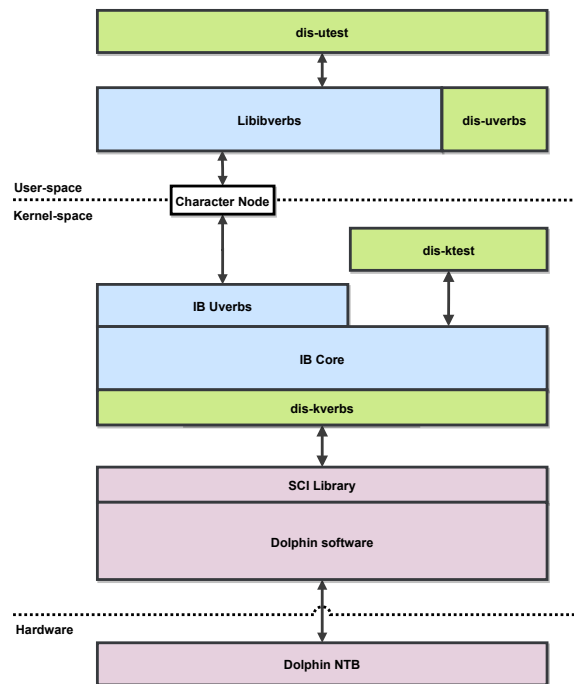 dis-utest
Libibverbs
dis-uverbs
User-space
Character Node
Kernel-space
dis-ktest
IB Uverbs
IB Core
dis-kverbs
SCI Library
Dolphin software
Hardware
Dolphin NTB